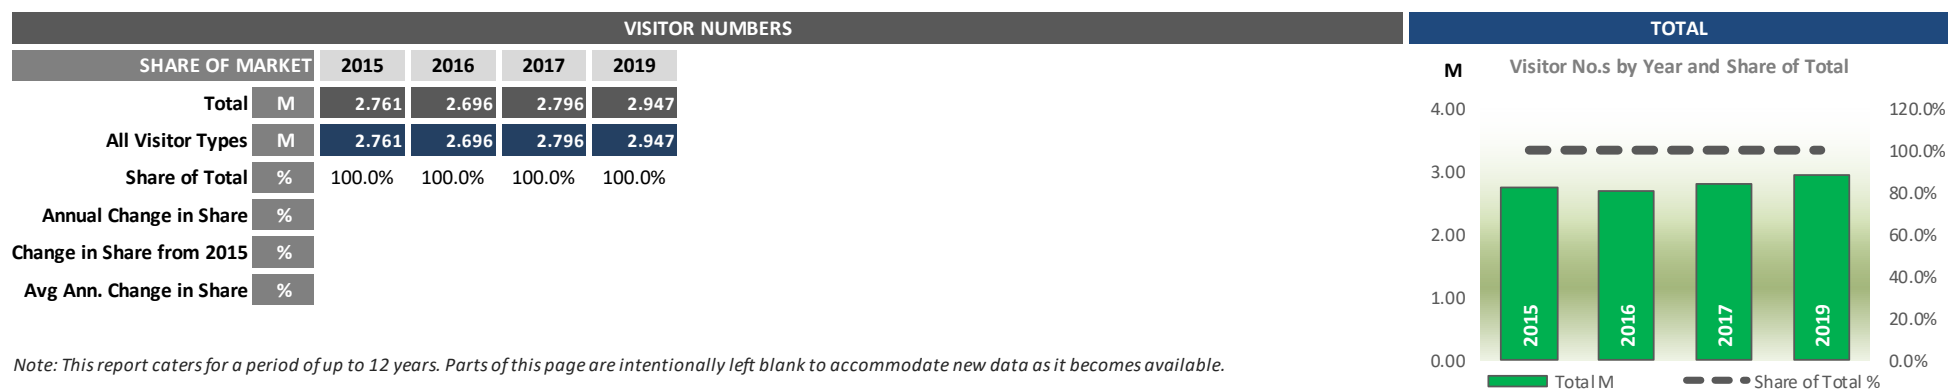 VISITOR NUMBERS
SHARE OF MARKET 2015 2016 2017 2019
Total M 2.761 2.696 2.796 2.947
All Visitor Types M 2.761 2.696 2.796 2.947
Share of Total % 100.0% 100.0% 100.0% 100.0%
Annual Change in Share %
Change in Share from 2015 %
Avg Ann. Change in Share %
Note: This report caters for a period of up to 12 years. Parts of this page are intentionally left blank to accommodate new data as it becomes available.
TOTAL
M Visitor No.s by Year and Share of Total
4.00 120.0%
100.0%
3.00
80.0%
2.00
60.0%
40.0%
1.00
20.0%
2015 2016 2017 2019
0.00 0.0%
Total M Share of Total %